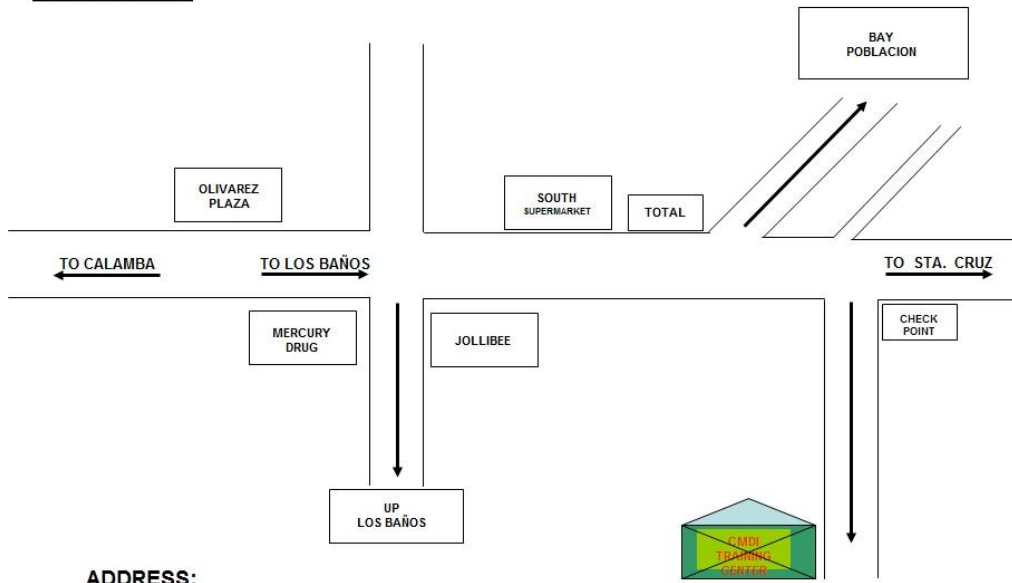 BAY
POBLACION
OLIVAREZ
PLAZA
SOUTH
SUPERMARKET
TOTAL
TO CALAMBA
TO LOS BAÑOS
TO STA. CRUZ
MERCURY
DRUG
JOLLIBEE
CHECK
POINT
UP
LOS BAÑOS
CMDI
TRAINING
CENTER
ADDRESS: